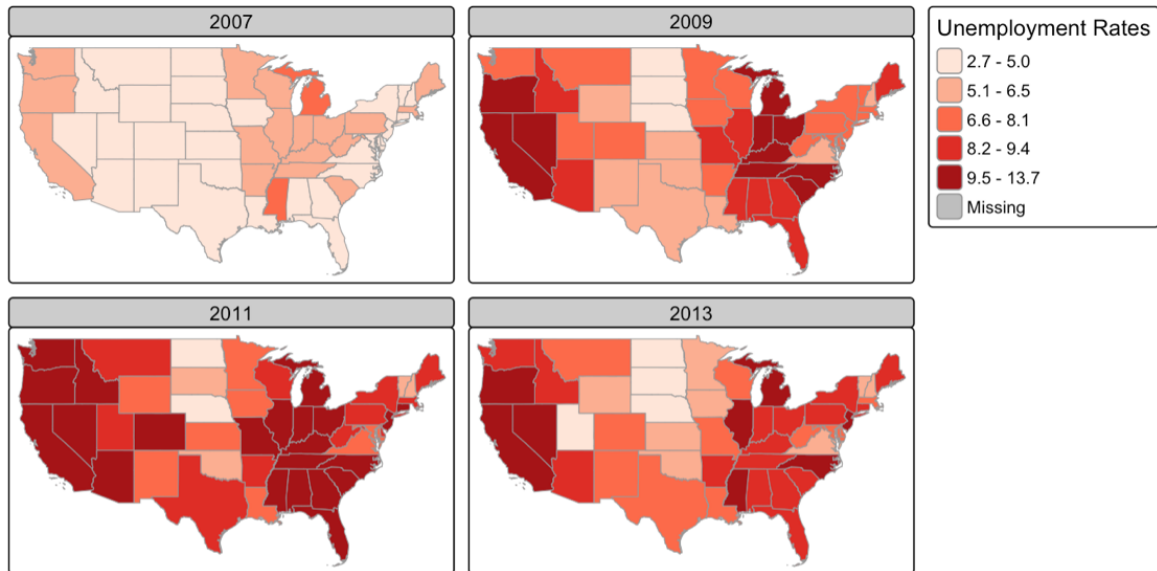 2007
2009
Unemployment Rates
2.7 - 5.0
5.1 - 6.5
6.6 - 8.1
8.2 - 9.4
9.5 - 13.7
Missing
2011
2013